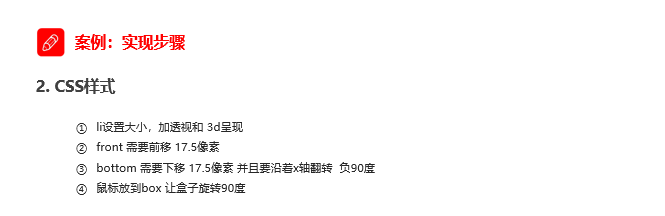 案例：实现步骤
2. CSS样式
① li设置大小，加透视和 3d呈现
② front 需要前移 17.5像素
③ bottom 需要下移 17.5像素 并且要沿着x轴翻转 负90度
④ 鼠标放到box 让盒子旋转90度